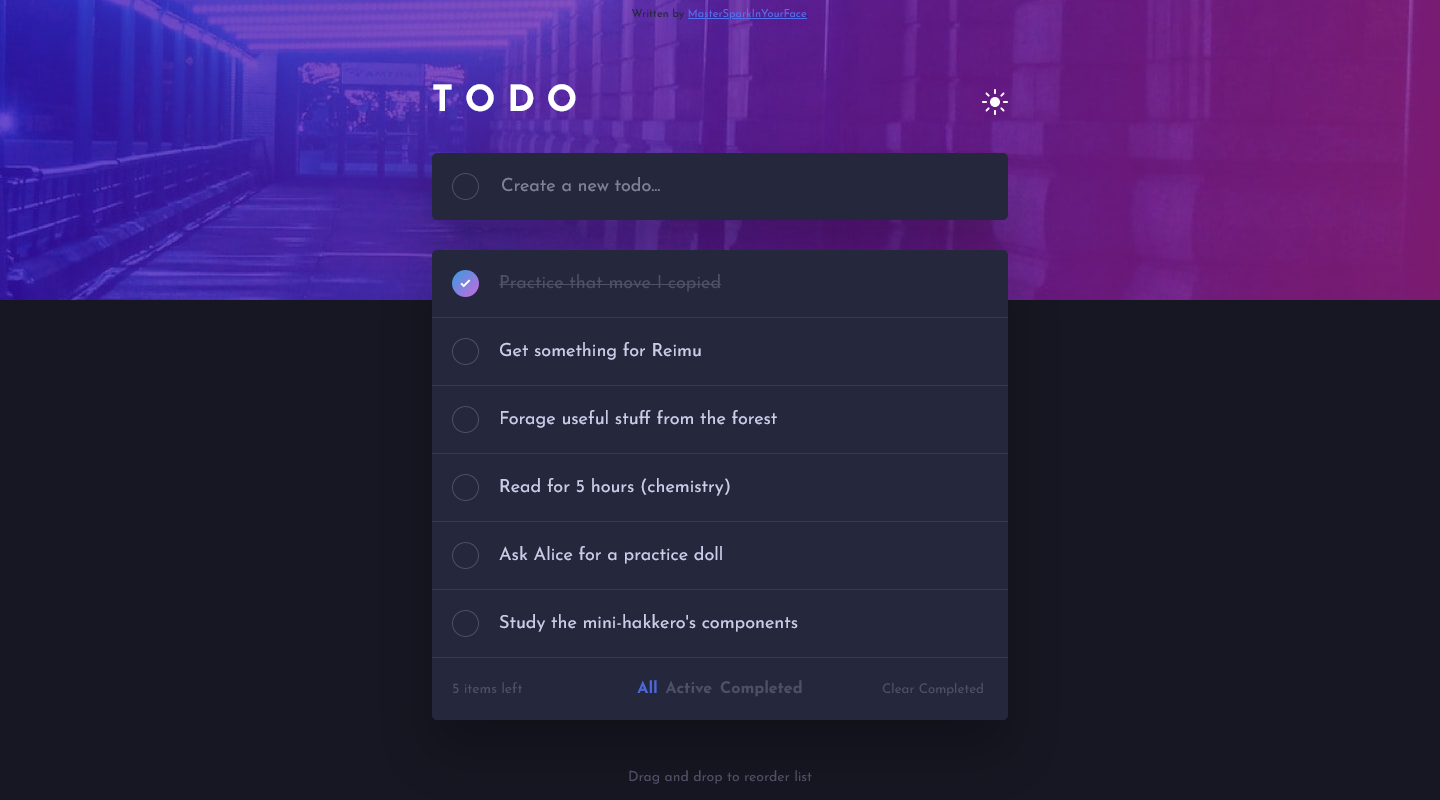 Written by MasterSparkInYourFace
TODO
Create a new todo...
Practice that move I copied
Get something for Reimu
Forage useful stuff from the forest
Read for 5 hours (chemistry)
Ask Alice for a practice doll
Study the mini-hakkero's components
5 items left All Active Completed Clear Completed
Drag and drop to reorder list